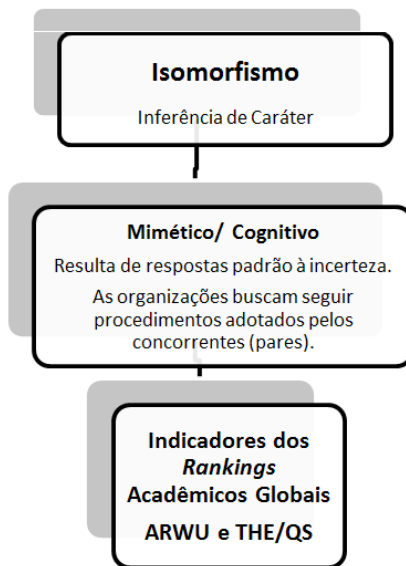 Isomorfismo
Inferência de Caráter
Mimético/ Cognitivo
Resulta de respostas padrão à incerteza.
As organizações buscam seguir
procedimentos adotados pelos
concorrentes (pares).
Indicadores dos
Rankings
Acadêmicos Globais
ARWU e THE/QS